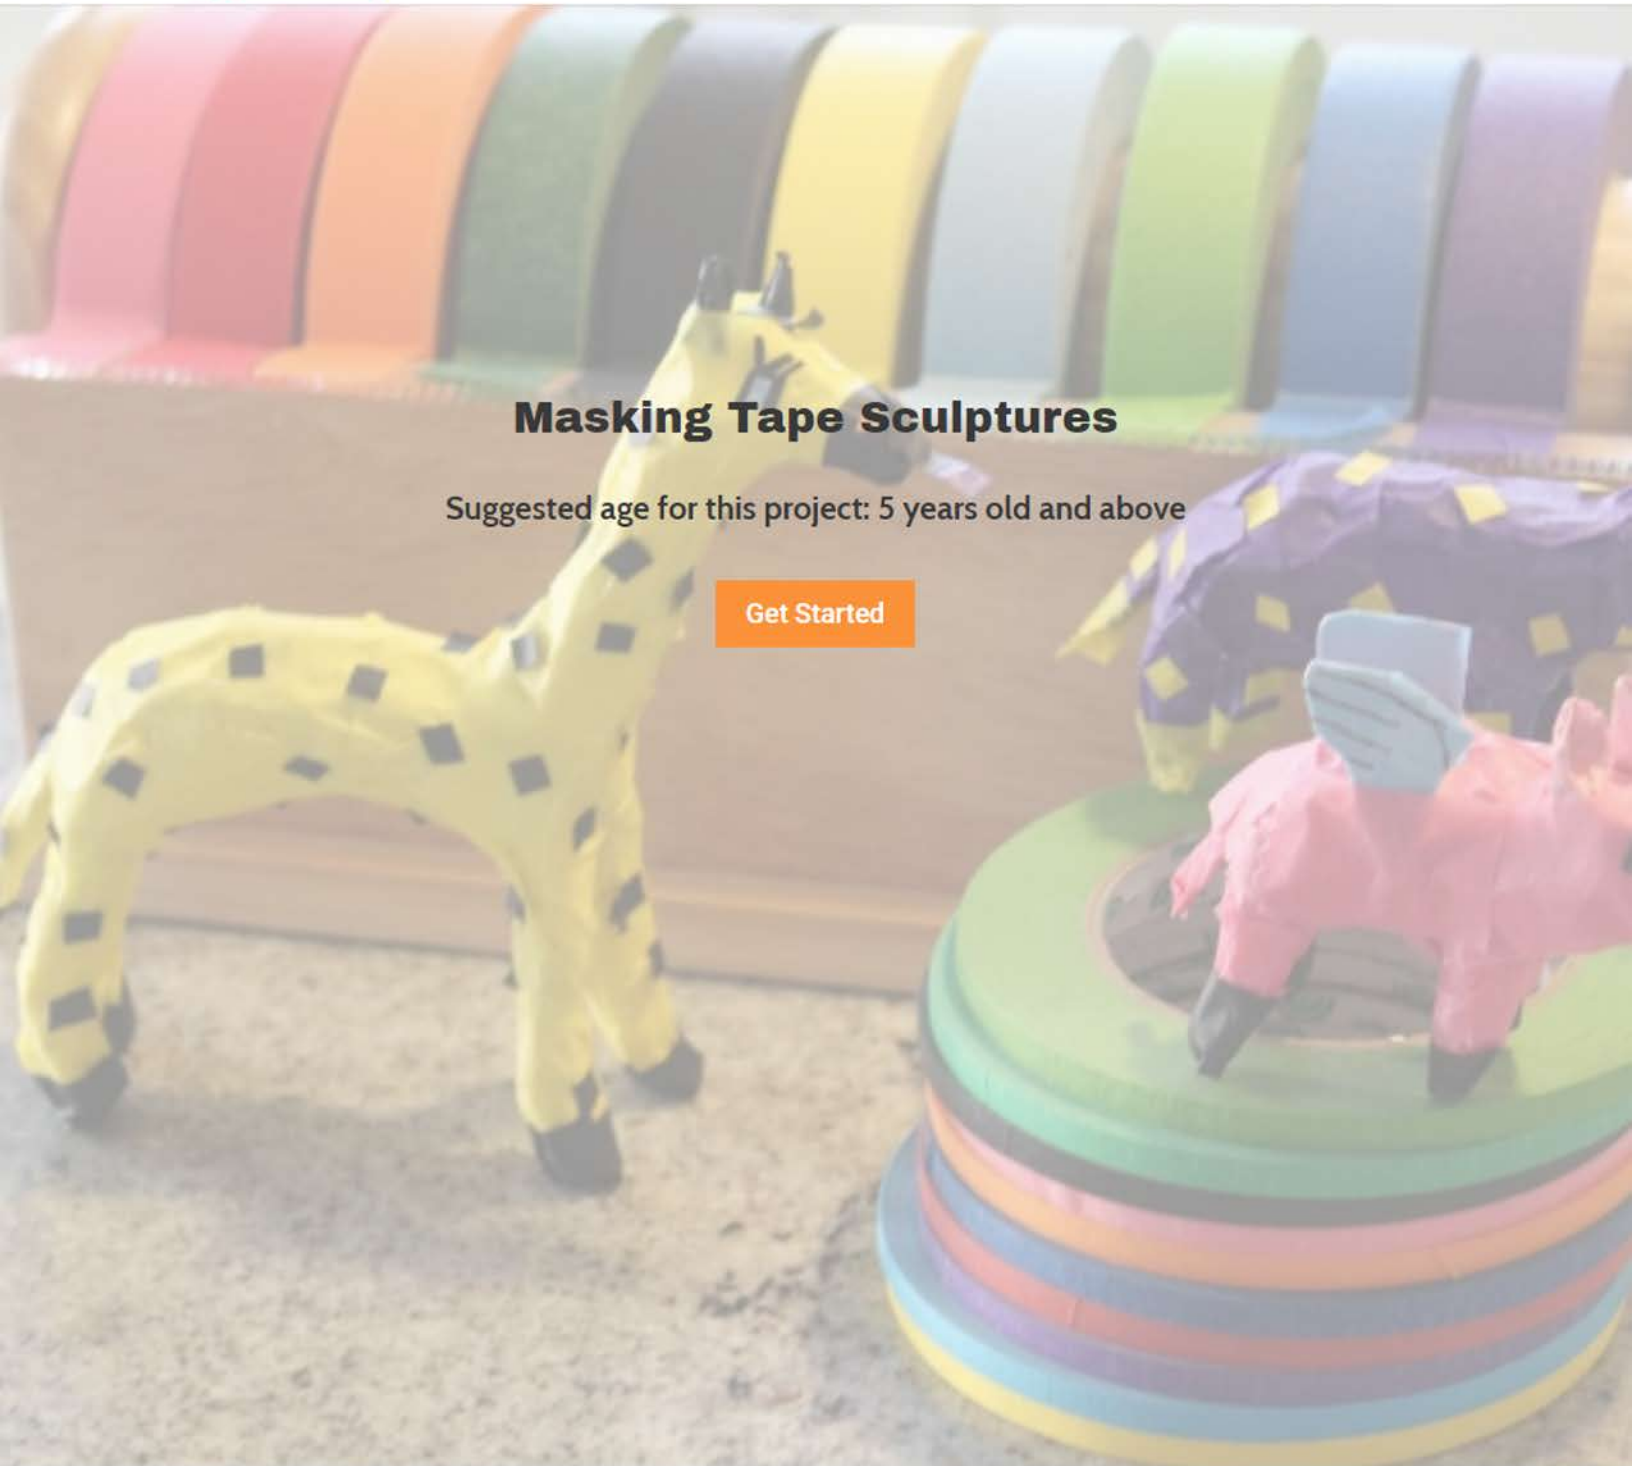 Masking Tape Sculptures
Suggested age for this project: 5 years old and above
Get Started